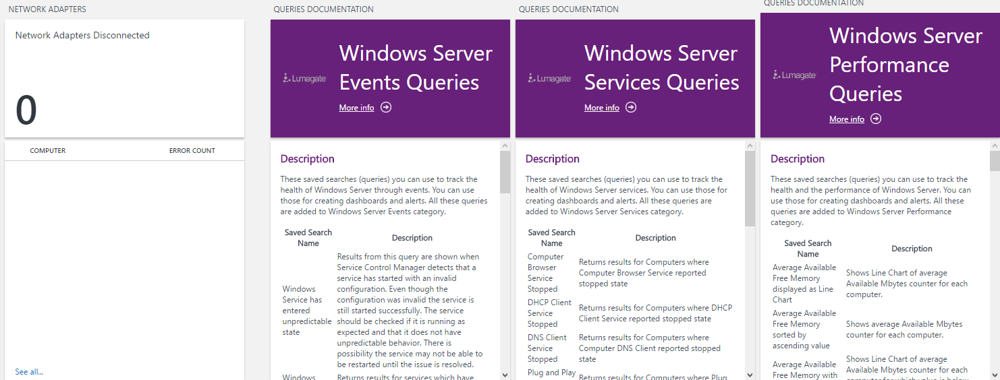 NETWORK ADAPTERS
Network Adapters Disconnected
0
COMPUTER ERROR COUNT
See all...
QUERIES DOCUMENTATION
Lumagate
Windows Server
Events Queries
More info
Description
These saved searches (queries) you can use to track the
health of Windows Server through events. You can use
those for creating dashboards and alerts. All these queries
are added to Windows Server Events category.
Saved Search
Name
Description
Windows
Service has
entered
unpredictable
state
Results from this query are shown when
Service Control Manager detects that a
service has started with an invalid
configuration. Even though the
configuration was invalid the service is
still started successfully. The service
should be checked if it is running as
expected and that it does not have
unpredictable behavior. There is
possibility the service may not be able to
be restarted until the issue is resolved.
Windows
Returns results for services which have
QUERIES DOCUMENTATION
Lumagate
Windows Server
Services Queries
More info
Description
These saved searches (queries) you can use to track the
health of Windows Server services. You can use those for
creating dashboards and alerts. All these queries are
added to Windows Server Services category.
Saved Search
Name
Description
Computer
Browser
Service
Stopped
Returns results for Computers where
Computer Browser Service reported
stopped state
DHCP Client
Service
Stopped
Returns results for Computers where DHCP
Client Service reported stopped state
DNS Client
Service
Stopped
Returns results for Computers where
Computer DNS Client reported stopped
state
Plug and Play
Returns results for Computers where Plug
QUERIES DOCUMENTATION
Lumagate
Windows Server
Performance
Queries
More info
Description
These saved searches (queries) you can use to track the
health and the performance of Windows Server. You can
use those for creating dashboards and alerts. All these
queries are added to Windows Server Performance
category.
Saved Search
Name
Description
Average Available
Free Memory
displayed as Line
Chart
Shows Line Chart of average
Available Mbytes counter for each
computer.
Average Available
Free Memory
sorted by
ascending value
Shows average Available Mbytes
counter for each computer.
Average Available
Free Memory with
Shows Line Chart of average
Available Mbytes counter for each
computer for which value is below